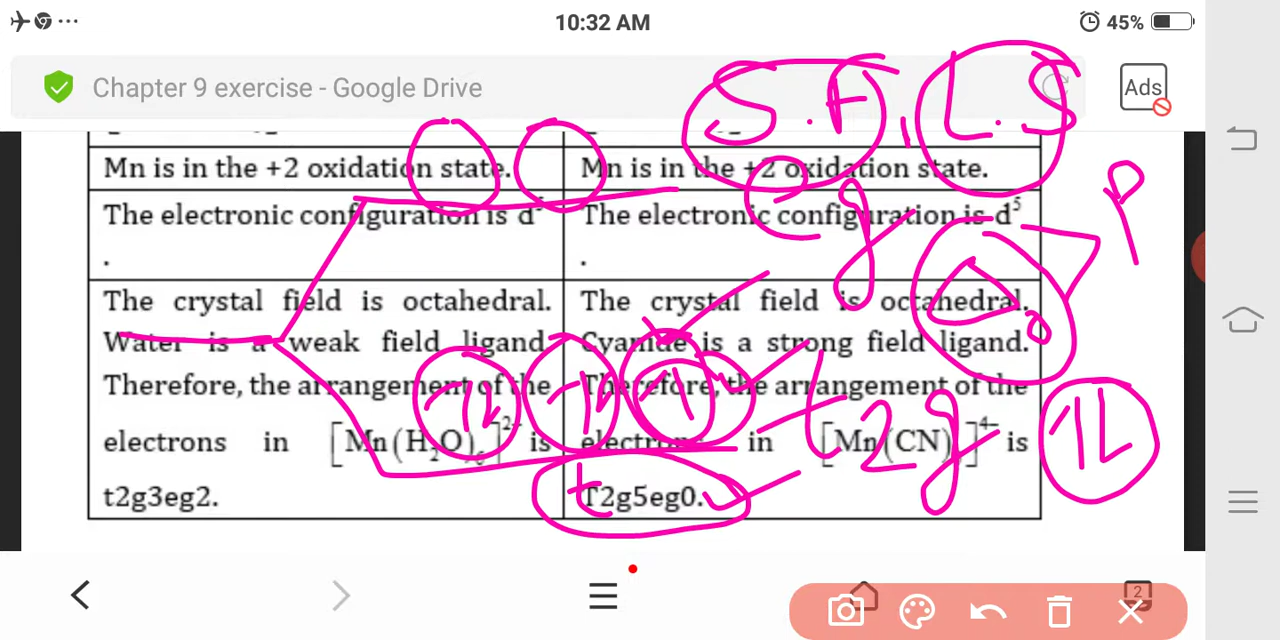 10:32 AM
45%
Chapter 9 exercise - Google Drive
Ads
S.F, L.S
Mn is in the +2 oxidation state.
Mn is in the +2 oxidation state.
The electronic configuration is d
.
The electronic configuration is d⁵
.
eg
P
The crystal field is octahedral.
Water is a weak field ligand.
Therefore, the arrangement of the
electrons in [Mn(H₂O)₆]²⁺ is
t2g3eg2.
The crystal field is octahedral.
Cyanide is a strong field ligand.
Therefore, the arrangement of the
electrons in [Mn(CN)]⁴⁻ is
T2g5eg0.
t2g
t
2